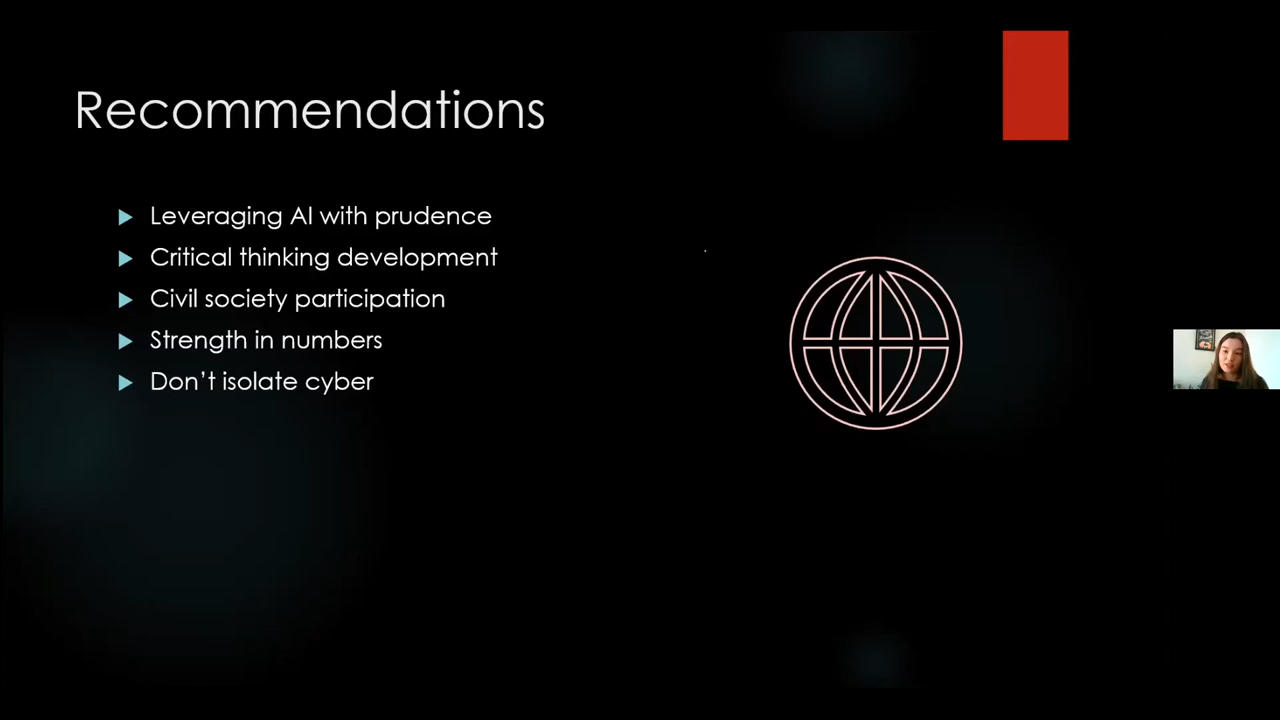 Recommendations
Leveraging AI with prudence
Critical thinking development
Civil society participation
Strength in numbers
Don’t isolate cyber